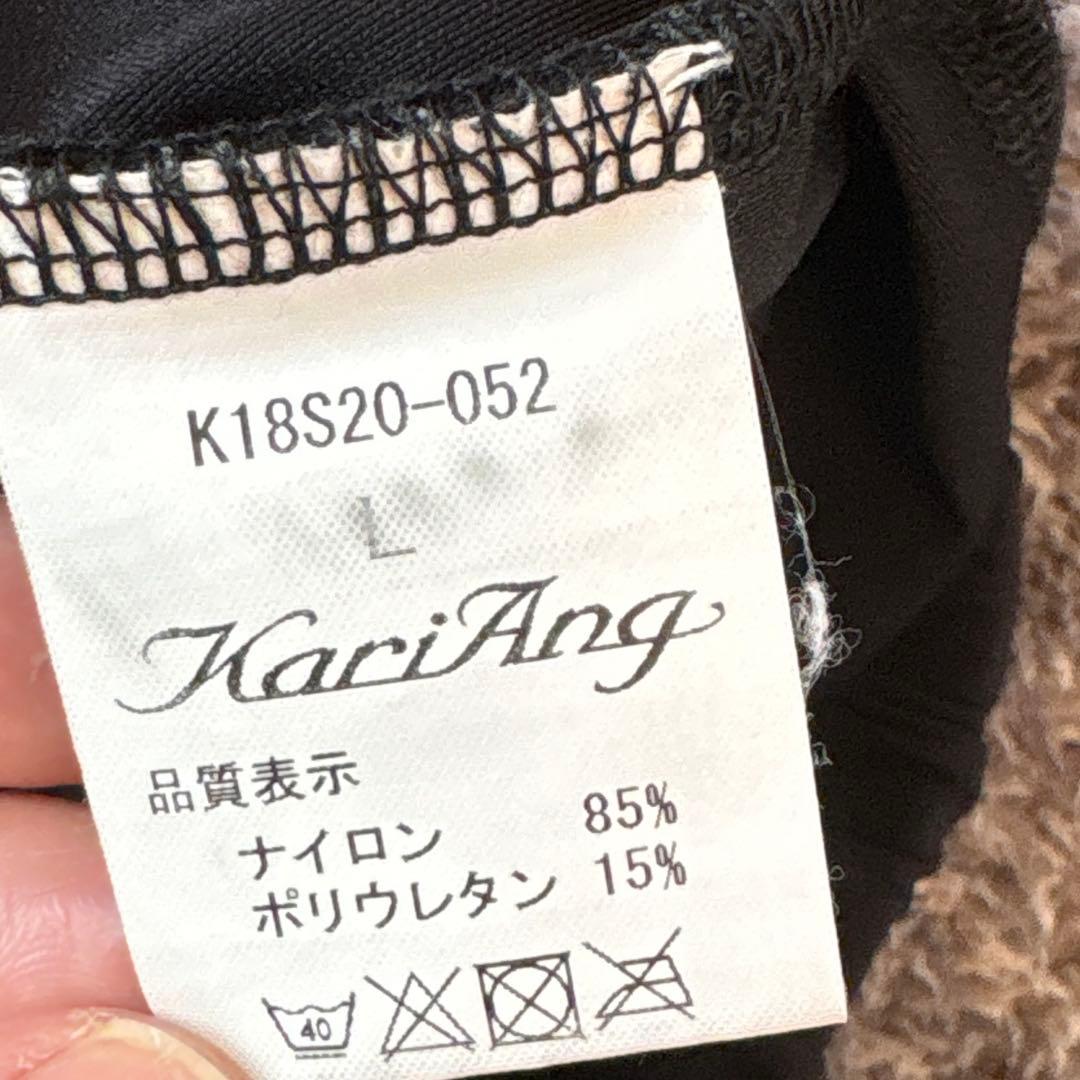 K18S20-052
L
KariAng
品質表示
ナイロン 85%
ポリウレタン 15%
40